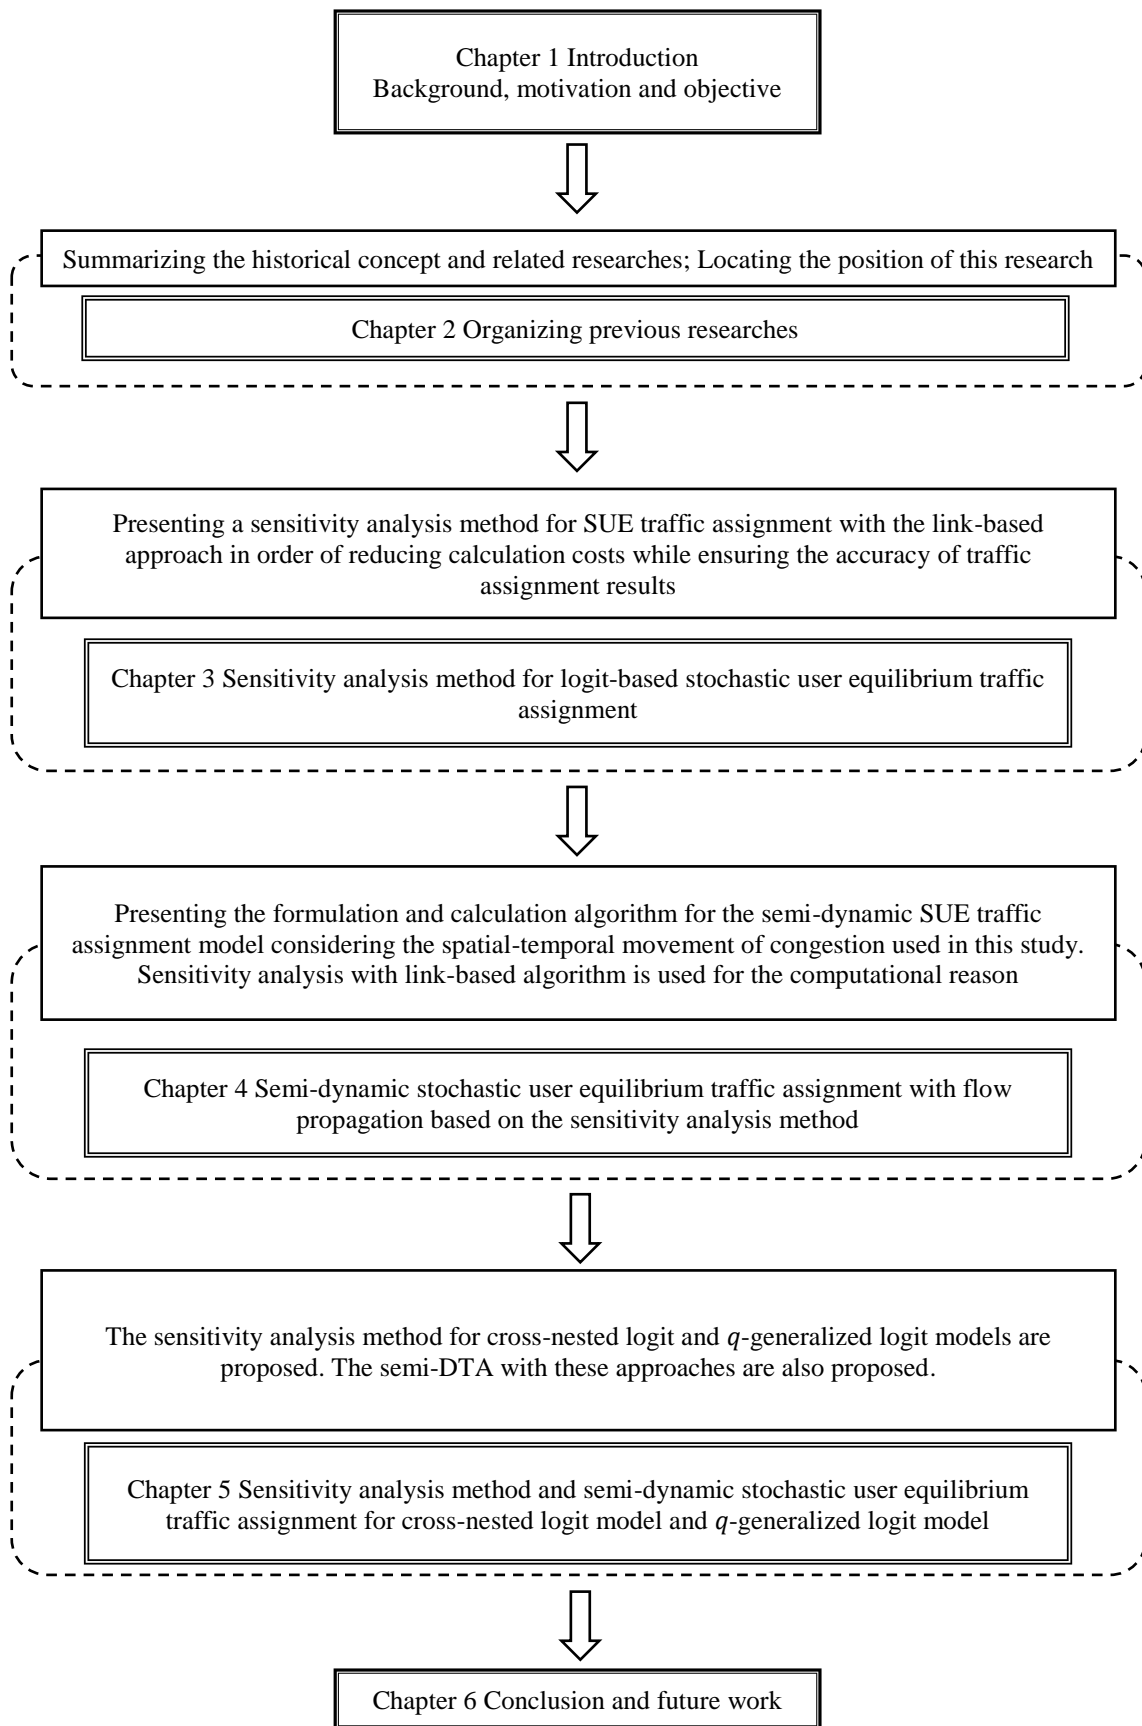 Chapter 1 Introduction
Background, motivation and objective
Summarizing the historical concept and related researches; Locating the position of this research
Chapter 2 Organizing previous researches
Presenting a sensitivity analysis method for SUE traffic assignment with the link-based
approach in order of reducing calculation costs while ensuring the accuracy of traffic
assignment results
Chapter 3 Sensitivity analysis method for logit-based stochastic user equilibrium traffic
assignment
Presenting the formulation and calculation algorithm for the semi-dynamic SUE traffic
assignment model considering the spatial-temporal movement of congestion used in this study.
Sensitivity analysis with link-based algorithm is used for the computational reason
Chapter 4 Semi-dynamic stochastic user equilibrium traffic assignment with flow
propagation based on the sensitivity analysis method
The sensitivity analysis method for cross-nested logit and q-generalized logit models are
proposed. The semi-DTA with these approaches are also proposed.
Chapter 5 Sensitivity analysis method and semi-dynamic stochastic user equilibrium
traffic assignment for cross-nested logit model and q-generalized logit model
Chapter 6 Conclusion and future work